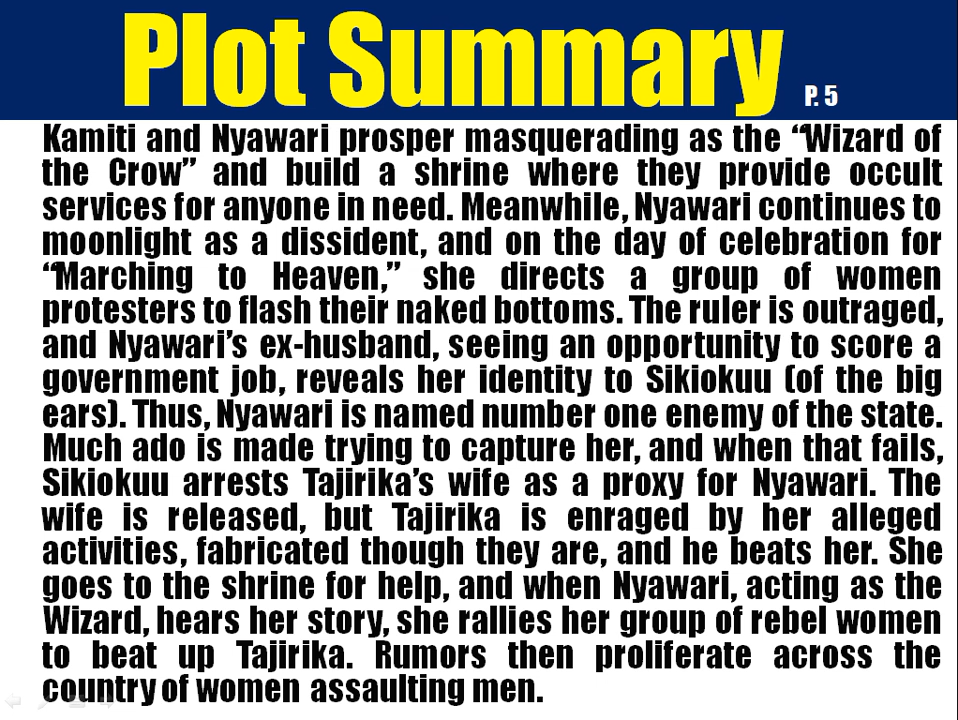 Plot Summary P. 5
Kamiti and Nyawari prosper masquerading as the “Wizard of
the Crow” and build a shrine where they provide occult
services for anyone in need. Meanwhile, Nyawari continues to
moonlight as a dissident, and on the day of celebration for
“Marching to Heaven,” she directs a group of women
protesters to flash their naked bottoms. The ruler is outraged,
and Nyawari’s ex-husband, seeing an opportunity to score a
government job, reveals her identity to Sikiokuu (of the big
ears). Thus, Nyawari is named number one enemy of the state.
Much ado is made trying to capture her, and when that fails,
Sikiokuu arrests Tajirika’s wife as a proxy for Nyawari. The
wife is released, but Tajirika is enraged by her alleged
activities, fabricated though they are, and he beats her. She
goes to the shrine for help, and when Nyawari, acting as the
Wizard, hears her story, she rallies her group of rebel women
to beat up Tajirika. Rumors then proliferate across the
country of women assaulting men.